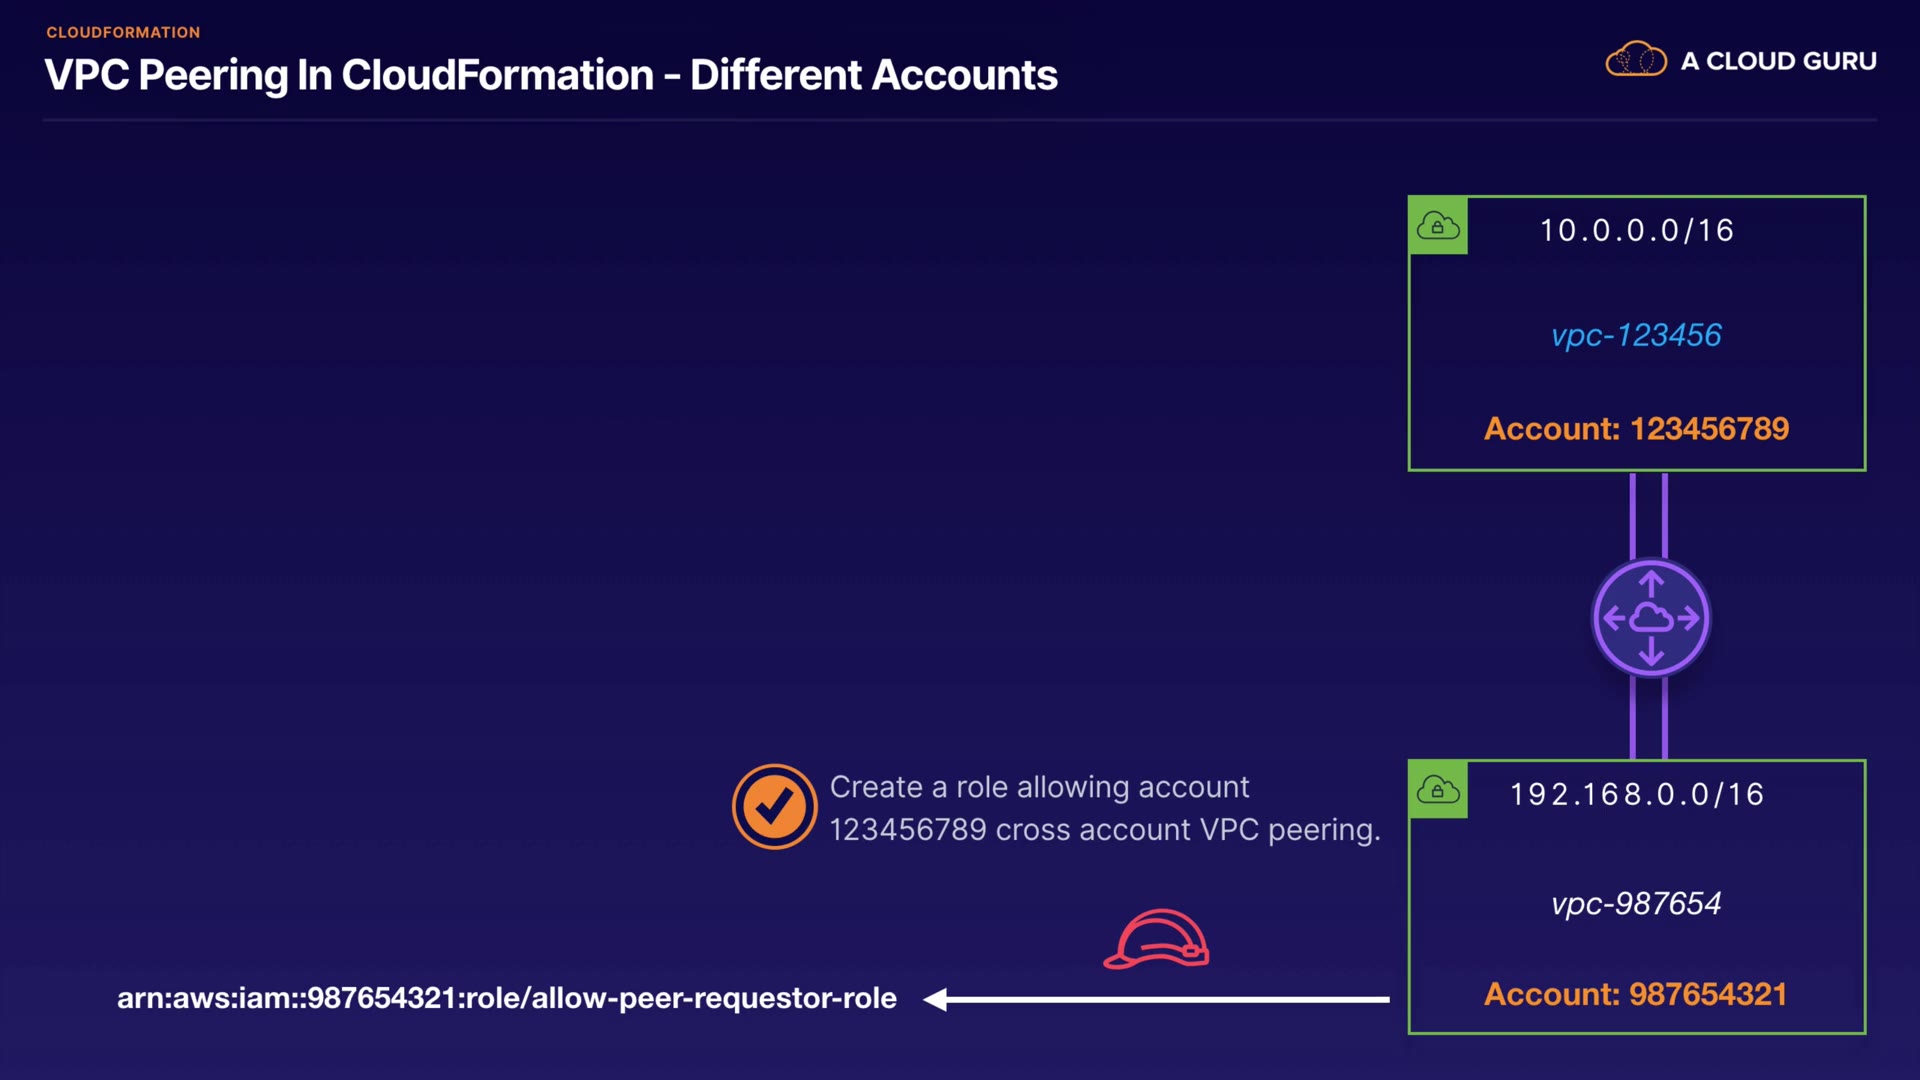 CLOUDFORMATION
VPC Peering In CloudFormation - Different Accounts
A CLOUD GURU
10.0.0.0/16
vpc-123456
Account: 123456789
Create a role allowing account
123456789 cross account VPC peering.
192.168.0.0/16
vpc-987654
Account: 987654321
arn:aws:iam::987654321:role/allow-peer-requestor-role